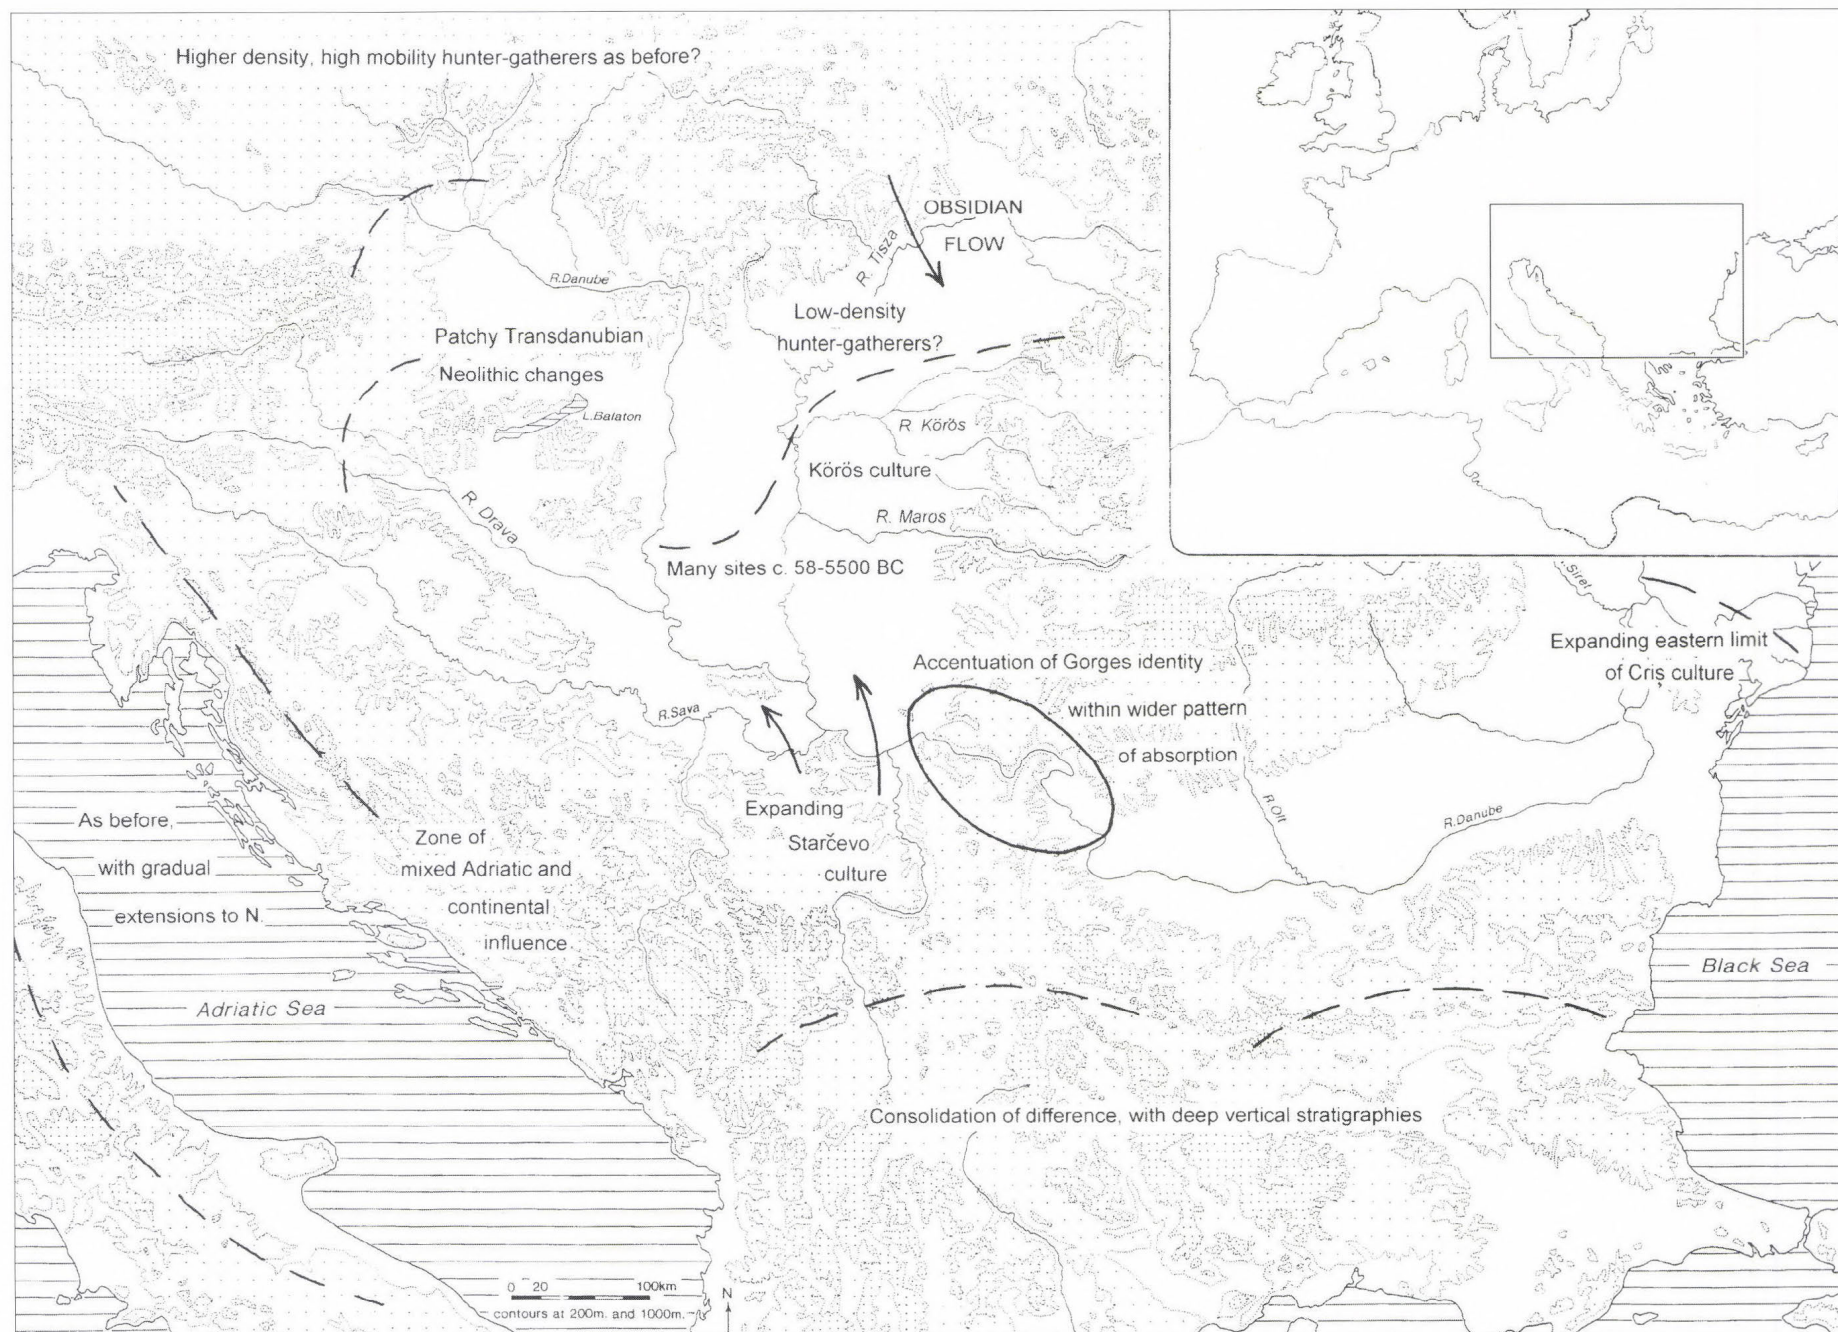 Higher density, high mobility hunter-gatherers as before?
OBSIDIAN
FLOW
R. Tisza
R.Danube
Low-density
hunter-gatherers?
Patchy Transdanubian
Neolithic changes
L.Balaton
R. Körös
Körös culture
R. Drava
R. Maros
Many sites c. 58-5500 BC
Siret
Expanding eastern limit
of Criş culture
Accentuation of Gorges identity
within wider pattern
of absorption
R.Sava
Expanding
Starčevo
culture
R.Olt
R.Danube
As before,
with gradual
extensions to N.
Zone of
mixed Adriatic and
continental
influence
Black Sea
Adriatic Sea
Consolidation of difference, with deep vertical stratigraphies
0 20 100km
contours at 200m. and 1000m.
N